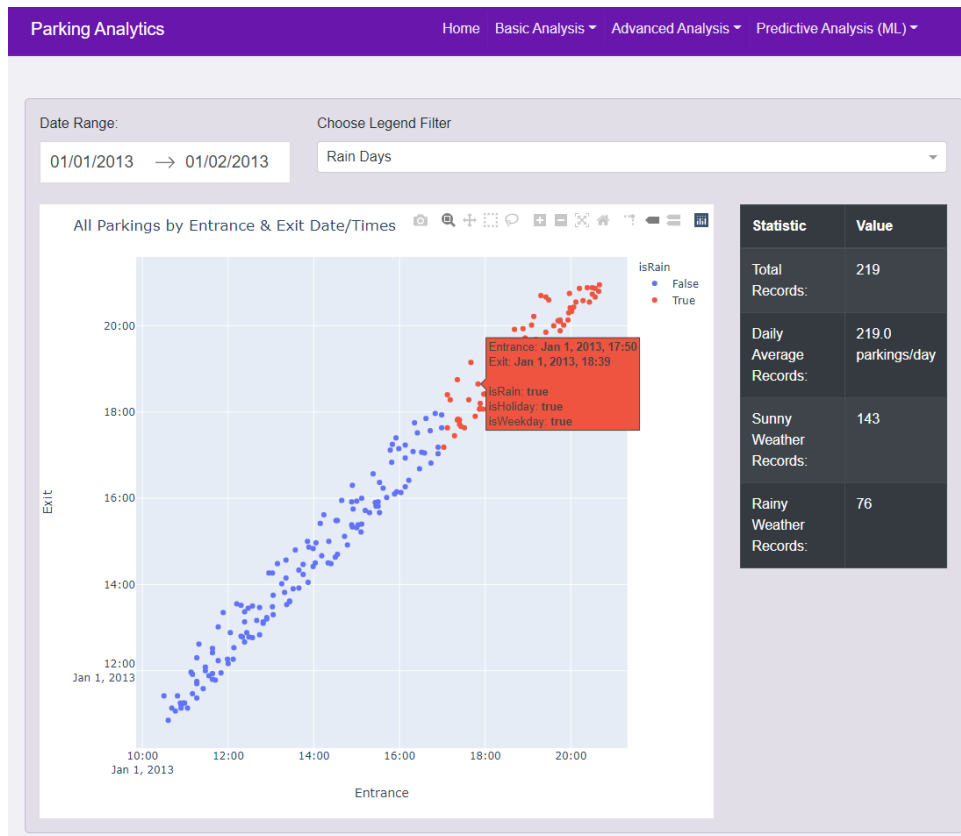 Parking Analytics
Home Basic Analysis Advanced Analysis Predictive Analysis (ML)
Date Range:
Choose Legend Filter
01/01/2013 → 01/02/2013
Rain Days
All Parkings by Entrance & Exit Date/Times
isRain
False
True
Entrance: Jan 1, 2013, 17:50
Exit: Jan 1, 2013, 18:39
isRain: true
isHoliday: true
isWeekday: true
20:00
18:00
16:00
14:00
12:00
Jan 1, 2013
Exit
10:00 12:00 14:00 16:00 18:00 20:00
Jan 1, 2013
Entrance
Statistic Value
Total 219
Records:
Daily 219.0
Average parkings/day
Records:
Sunny 143
Weather
Records:
Rainy 76
Weather
Records: